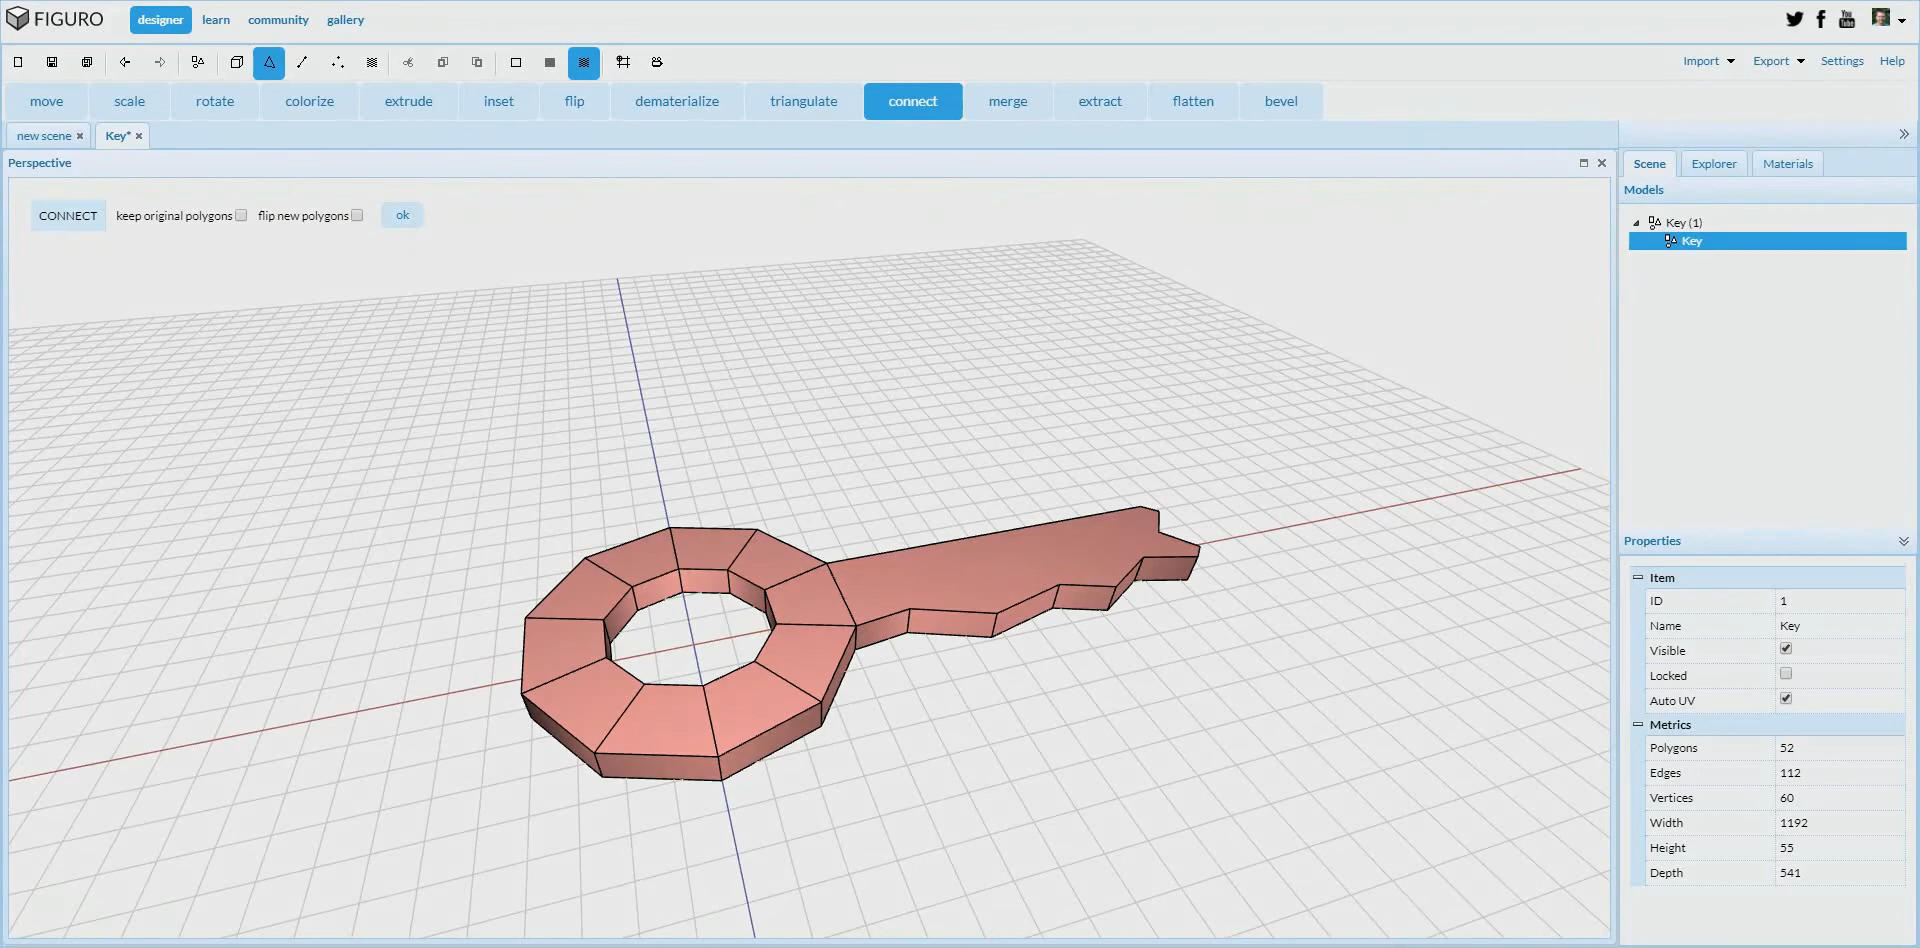 FIGURO designer learn community gallery You Tube
Import Export Settings Help
move scale rotate colorize extrude inset flip dematerialize triangulate connect merge extract flatten bevel
new scene Key*
Perspective
CONNECT keep original polygons flip new polygons ok
Scene Explorer Materials
Models
Key (1)
Key
Properties
Item
ID 1
Name Key
Visible
Locked
Auto UV
Metrics
Polygons 52
Edges 112
Vertices 60
Width 1192
Height 55
Depth 541